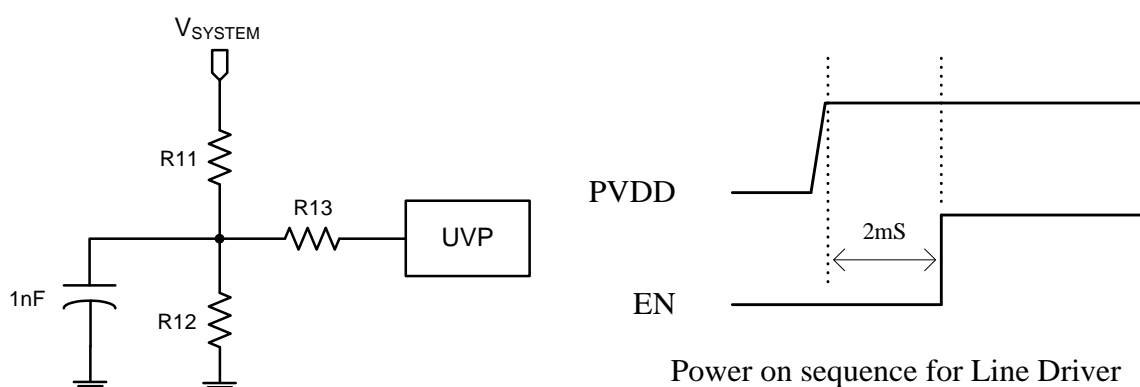 VSYSTEM
R11
R13
UVP
1nF
R12
PVDD
2mS
EN
Power on sequence for Line Driver